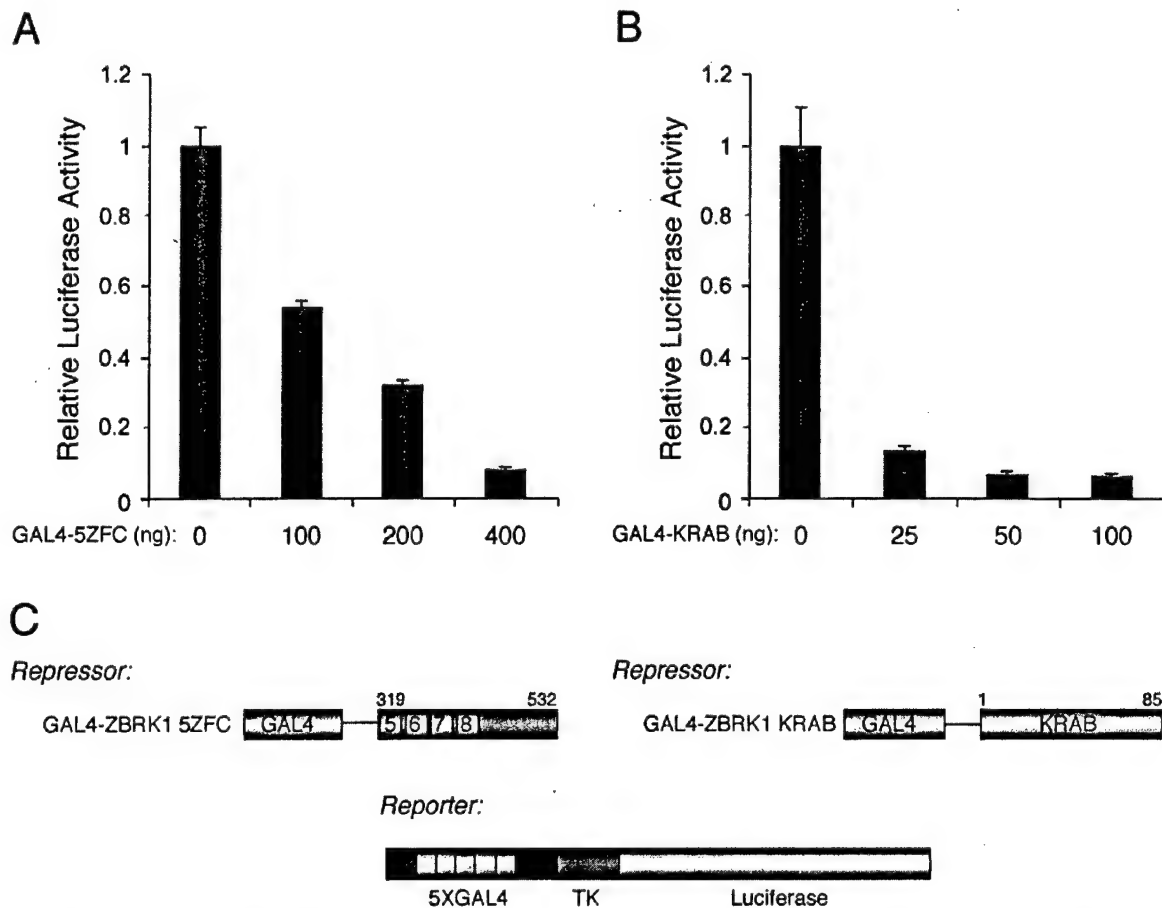 A
Relative Luciferase Activity
1.2
1
0.8
0.6
0.4
0.2
0
GAL4-5ZFC (ng): 0 100 200 400
B
Relative Luciferase Activity
1.2
1
0.8
0.6
0.4
0.2
0
GAL4-KRAB (ng): 0 25 50 100
C
Repressor:
319 532
GAL4-ZBRK1 5ZFC GAL4 5 6 7 8
Repressor:
1 85
GAL4-ZBRK1 KRAB GAL4 KRAB
Reporter:
5XGAL4 TK Luciferase